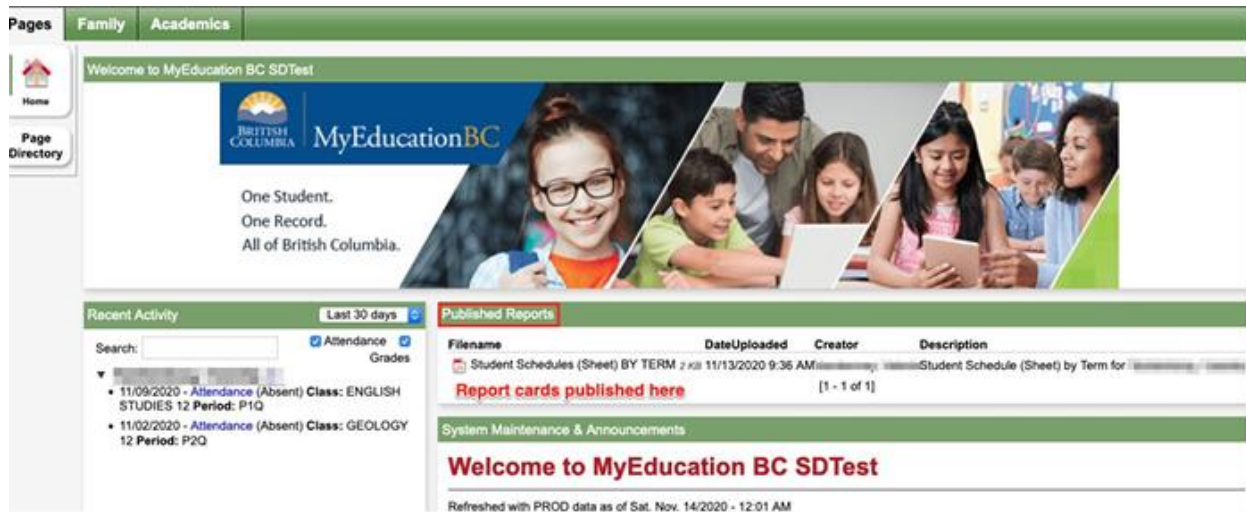 Pages Family Academics
Home
Page
Directory
Welcome to MyEducation BC SDTest
BRITISH
COLUMBIA
MyEducationBC
One Student.
One Record.
All of British Columbia.
Recent Activity Last 30 days
Search: Attendance
Grades
11/09/2020 - Attendance (Absent) Class: ENGLISH
STUDIES 12 Period: P1Q
11/02/2020 - Attendance (Absent) Class: GEOLOGY
12 Period: P2Q
Published Reports
Filename DateUploaded Creator Description
Student Schedules (Sheet) BY TERM 2 KB 11/13/2020 9:36 AM Student Schedule (Sheet) by Term for
Report cards published here [1 - 1 of 1]
System Maintenance & Announcements
Welcome to MyEducation BC SDTest
Refreshed with PROD data as of Sat. Nov. 14/2020 - 12:01 AM